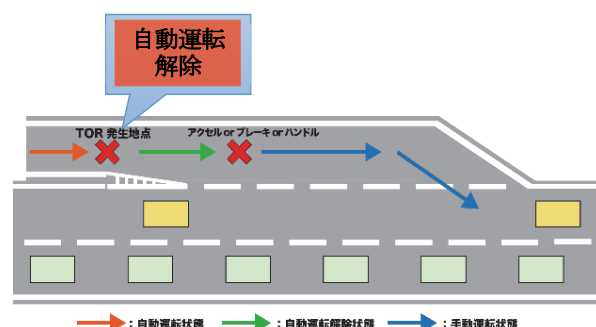 自動運転
解除
TOR 発生地点
アクセル or ブレーキ or ハンドル
：自動運転状態
：自動運転解除状態
：手動運転状態